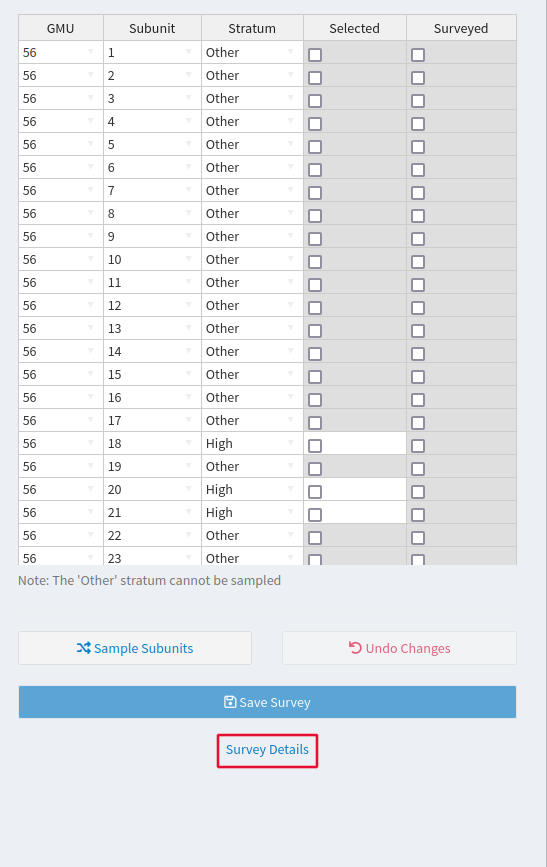 GMU Subunit Stratum Selected Surveyed
56 1 Other
56 2 Other
56 3 Other
56 4 Other
56 5 Other
56 6 Other
56 7 Other
56 8 Other
56 9 Other
56 10 Other
56 11 Other
56 12 Other
56 13 Other
56 14 Other
56 15 Other
56 16 Other
56 17 Other
56 18 High
56 19 Other
56 20 High
56 21 High
56 22 Other
56 23 Other
Note: The 'Other' stratum cannot be sampled
Sample Subunits Undo Changes
Save Survey
Survey Details